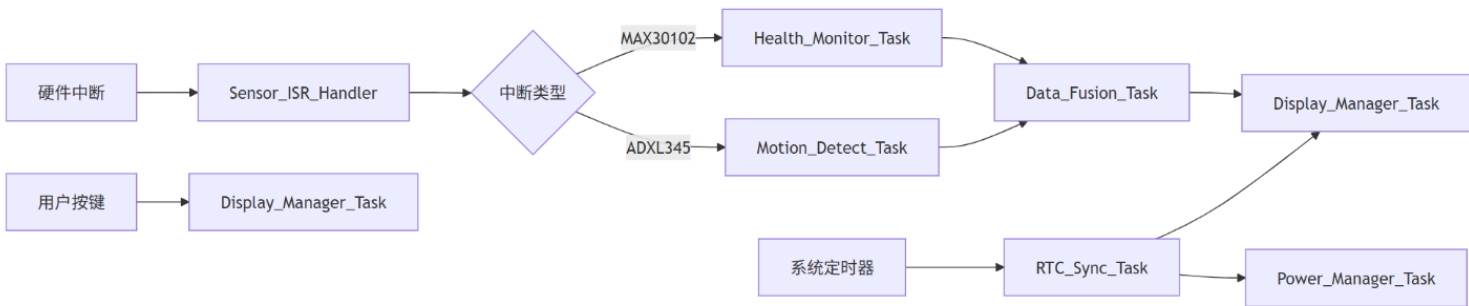 硬件中断
Sensor_ISR_Handler
中断类型
MAX30102
ADXL345
Health_Monitor_Task
Motion_Detect_Task
Data_Fusion_Task
Display_Manager_Task
用户按键
Display_Manager_Task
系统定时器
RTC_Sync_Task
Power_Manager_Task